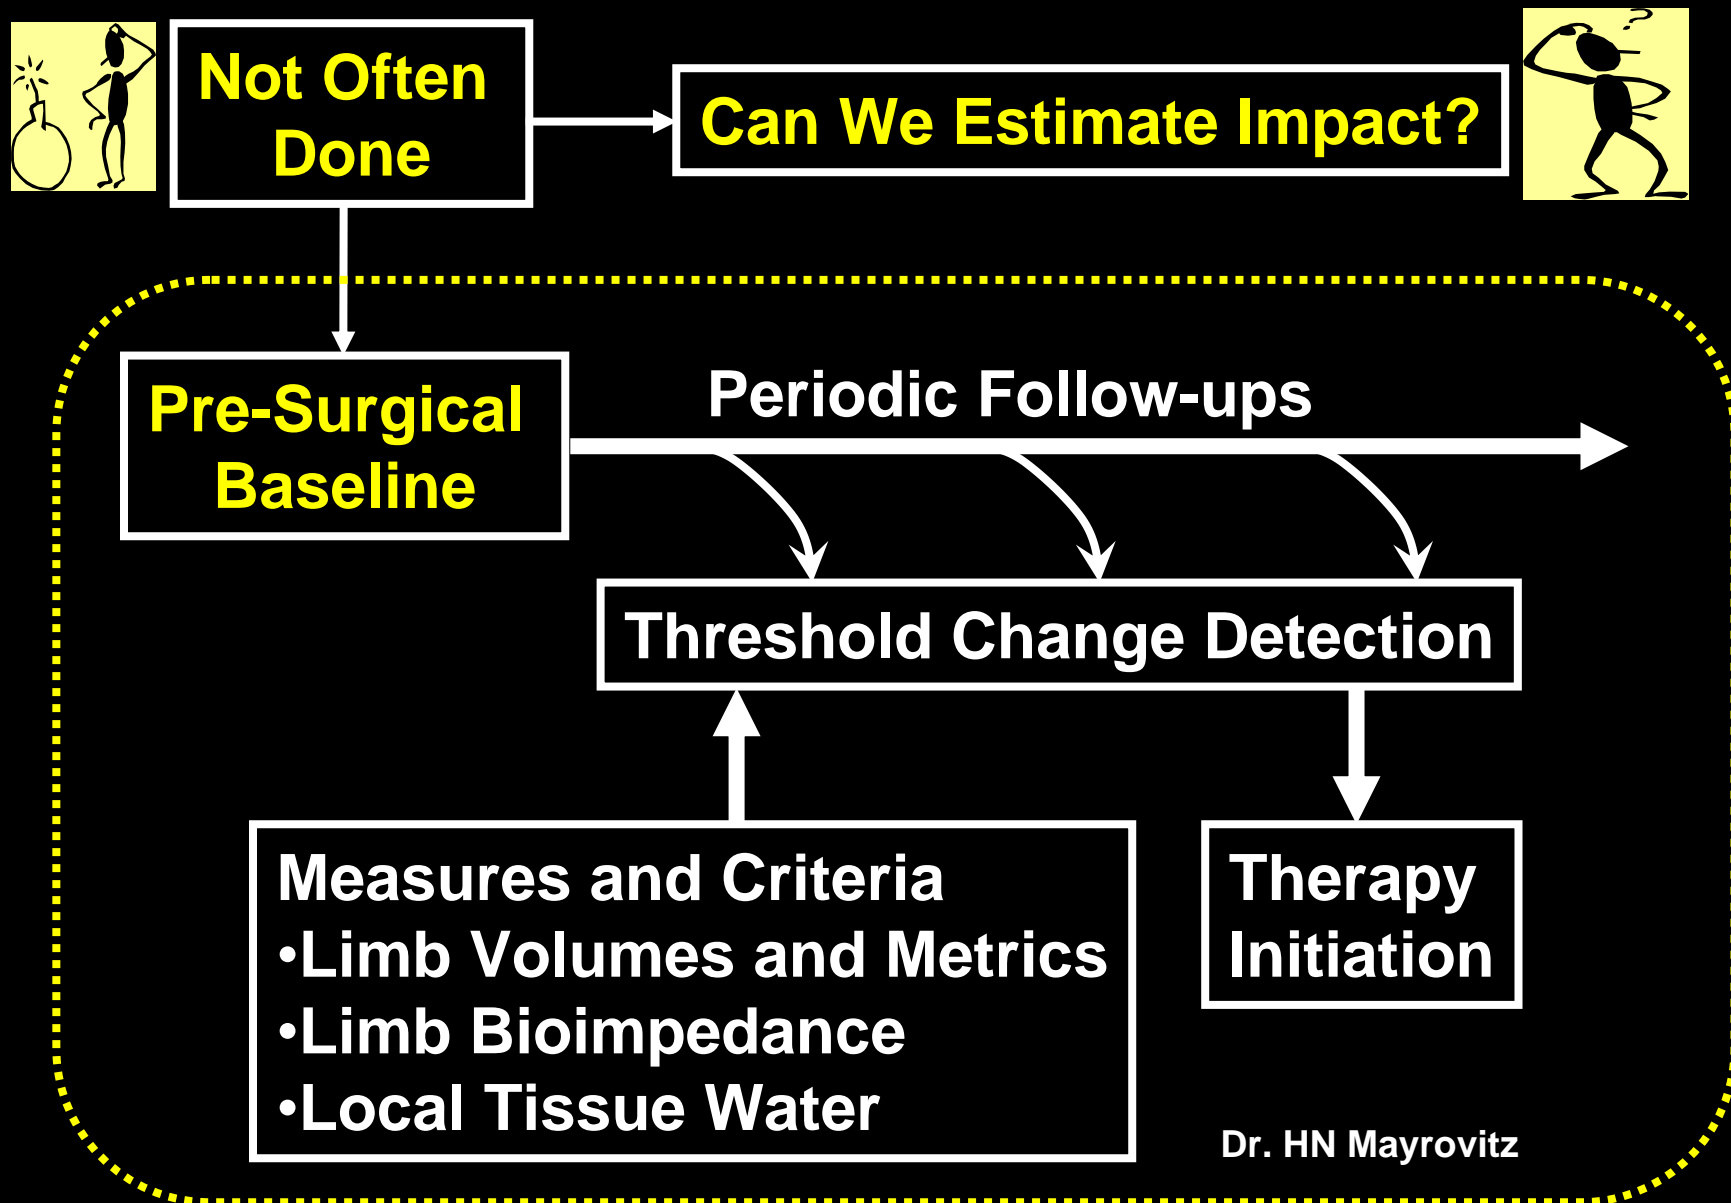 Not Often
Done
Can We Estimate Impact?
?
Pre-Surgical
Baseline
Periodic Follow-ups
Threshold Change Detection
Measures and Criteria
•Limb Volumes and Metrics
•Limb Bioimpedance
•Local Tissue Water
Therapy
Initiation
Dr. HN Mayrovitz